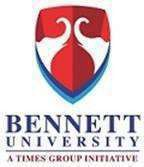 BENNETT
UNIVERSITY
A TIMES GROUP INITIATIVE